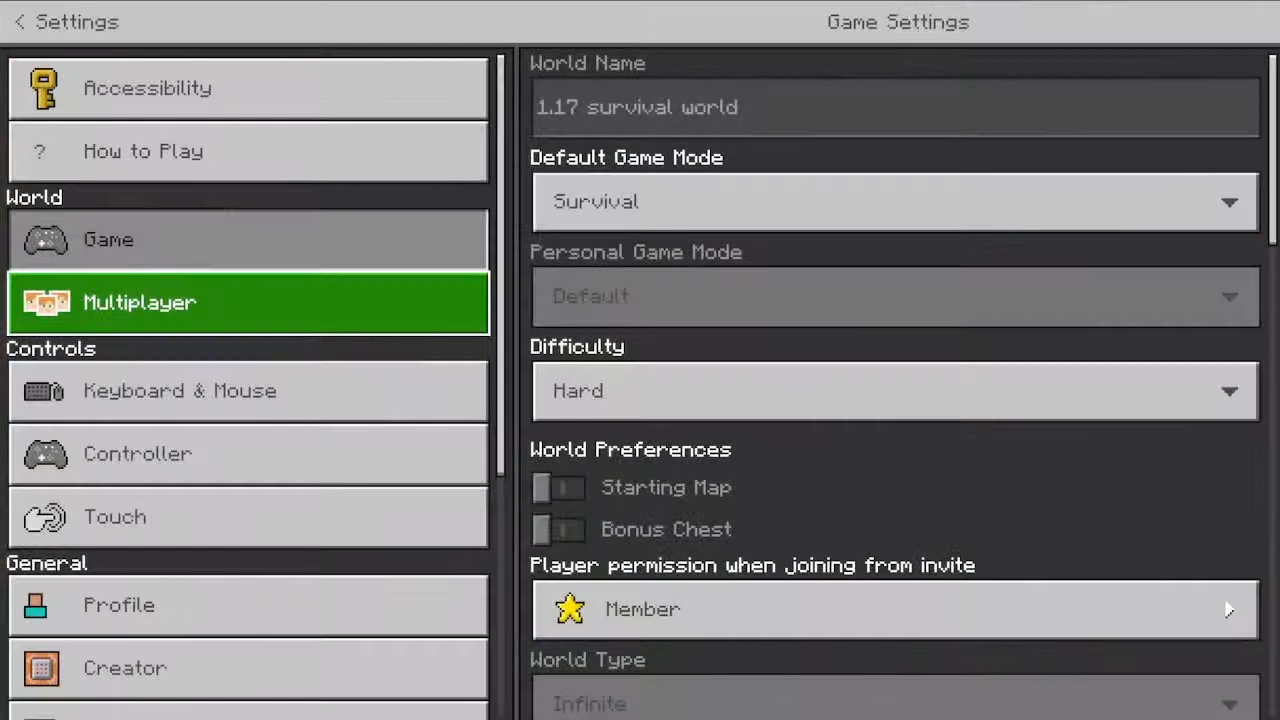 Settings
Game Settings
Accessibility
? How to Play
World
Game
Multiplayer
Controls
Keyboard & Mouse
Controller
Touch
General
Profile
Creator
World Name
1.17 survival world
Default Game Mode
Survival
Personal Game Mode
Default
Difficulty
Hard
World Preferences
Starting Map
Bonus Chest
Player permission when joining from invite
Member
World Type
Infinite